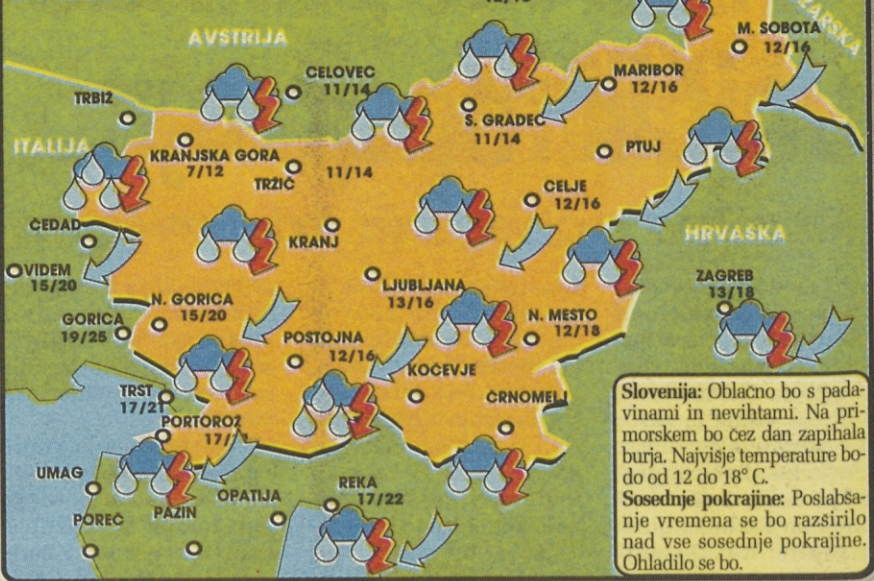 AVSTRIJA
M. SOBOTA
12/16
CELOVEC
11/14
MARIBOR
12/16
TRBIŽ
S. GRADEC
11/14
ITALIJA
KRANJSKA GORA
7/12
PTUJ
TRŽIČ
11/14
CELJE
12/16
ČEDAD
KRANJ
HRVAŠKA
VIDEM
15/20
LJUBLJANA
13/16
ZAGREB
13/18
N. GORICA
15/20
GORICA
19/25
N. MESTO
12/18
POSTOJNA
12/16
KOČEVJE
TRST
17/21
ČRNOMELJ
PORTOROŽ
UMAG
REKA
17/22
OPATIJA
PAZIN
POREČ
Slovenija: Oblačno bo s pada-
vinami in nevihtami. Na pri-
morskem bo čez dan zapihala
burja. Najvišje temperature bo-
do od 12 do 18° C.
Sosednje pokrajine: Poslabša-
nje vremena se bo razširilo
nad vse sosednje pokrajine.
Ohladilo se bo.